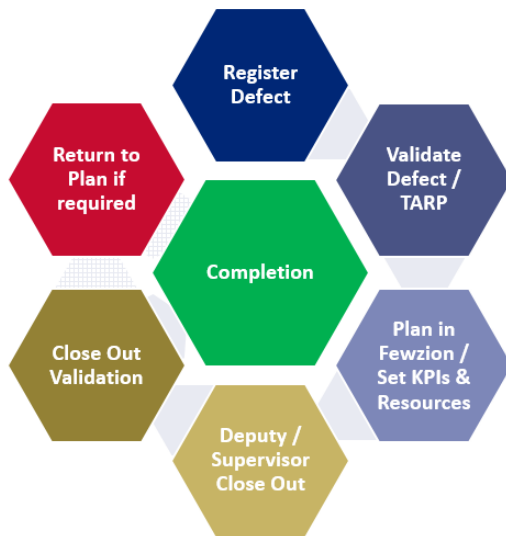 Register
Defect
Validate
Defect /
TARP
Plan in
Fewzion /
Set KPIs &
Resources
Deputy /
Supervisor
Close Out
Close Out
Validation
Return to
Plan if
required
Completion